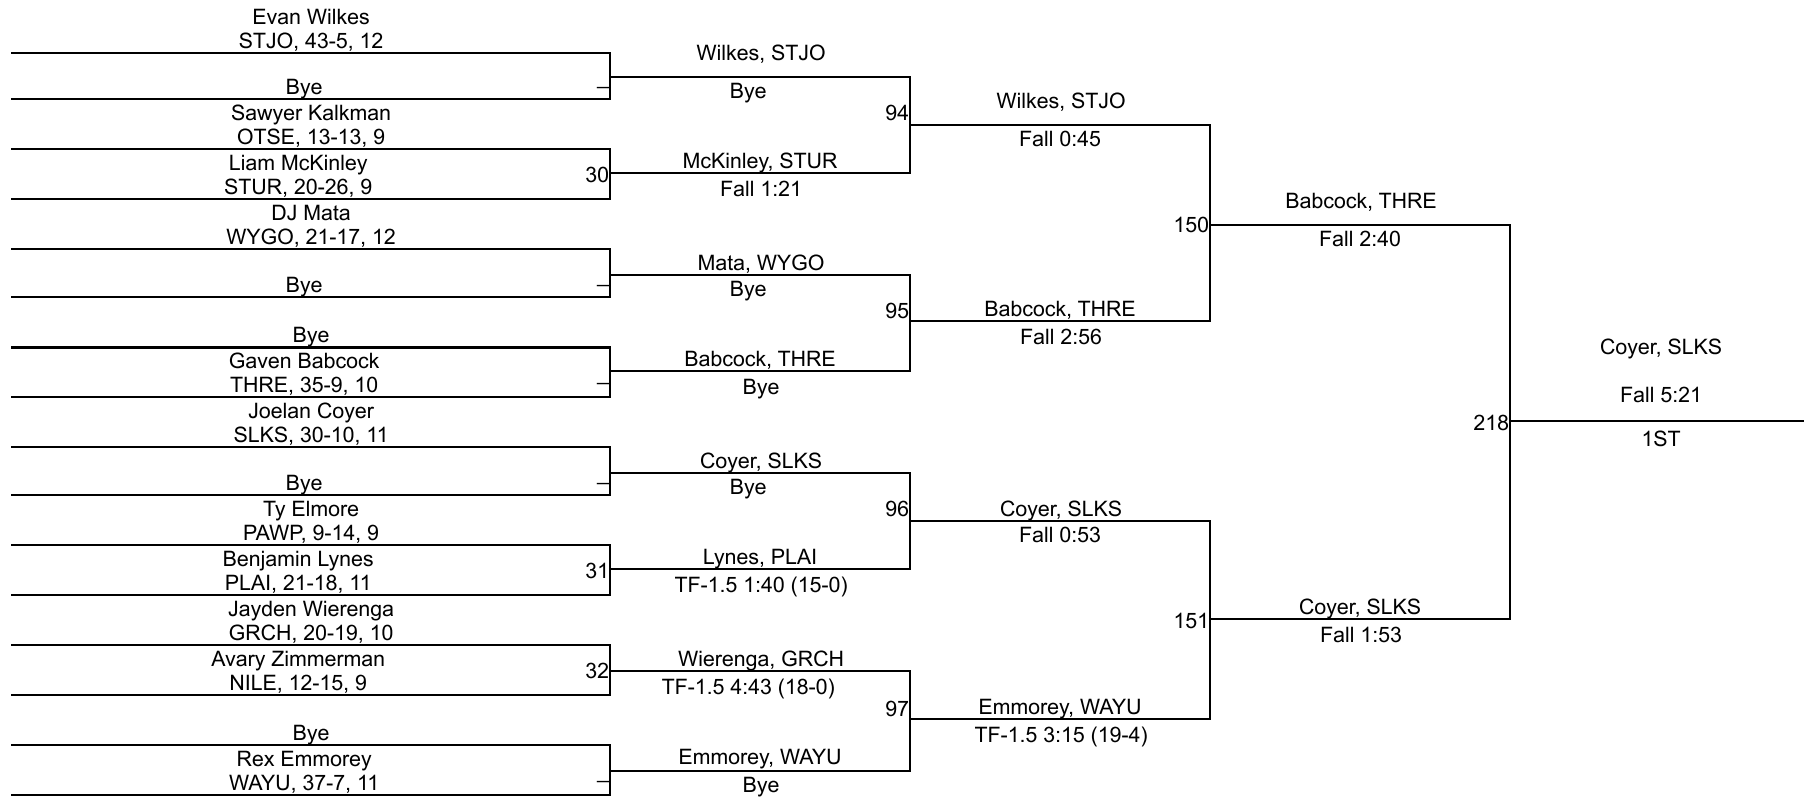 Evan Wilkes
STJO, 43-5, 12
Bye
Sawyer Kalkman
OTSE, 13-13, 9
Liam McKinley
STUR, 20-26, 9
30
DJ Mata
WYGO, 21-17, 12
Bye
Bye
Gaven Babcock
THRE, 35-9, 10
Joelan Coyer
SLKS, 30-10, 11
Bye
Ty Elmore
PAWP, 9-14, 9
Benjamin Lynes
PLAI, 21-18, 11
31
Jayden Wierenga
GRCH, 20-19, 10
Avary Zimmerman
NILE, 12-15, 9
32
Bye
Rex Emmorey
WAYU, 37-7, 11
Wilkes, STJO
Bye
94
McKinley, STUR
Fall 1:21
Mata, WYGO
Bye
95
Babcock, THRE
Bye
Coyer, SLKS
Bye
96
Lynes, PLAI
TF-1.5 1:40 (15-0)
Wierenga, GRCH
TF-1.5 4:43 (18-0)
97
Emmorey, WAYU
Bye
Wilkes, STJO
Fall 0:45
150
Babcock, THRE
Fall 2:56
Coyer, SLKS
Fall 0:53
151
Emmorey, WAYU
TF-1.5 3:15 (19-4)
Babcock, THRE
Fall 2:40
218
Coyer, SLKS
Fall 1:53
Coyer, SLKS
Fall 5:21
1ST